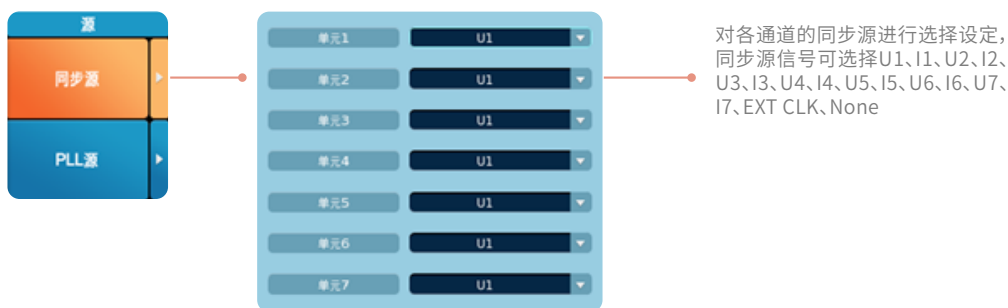 源
同步源
PLL源
单元1 U1
单元2 U1
单元3 U1
单元4 U1
单元5 U1
单元6 U1
单元7 U1
对各通道的同步源进行选择设定，
同步源信号可选择U1、I1、U2、I2、
U3、I3、U4、I4、U5、I5、U6、I6、U7、
I7、EXT CLK、None